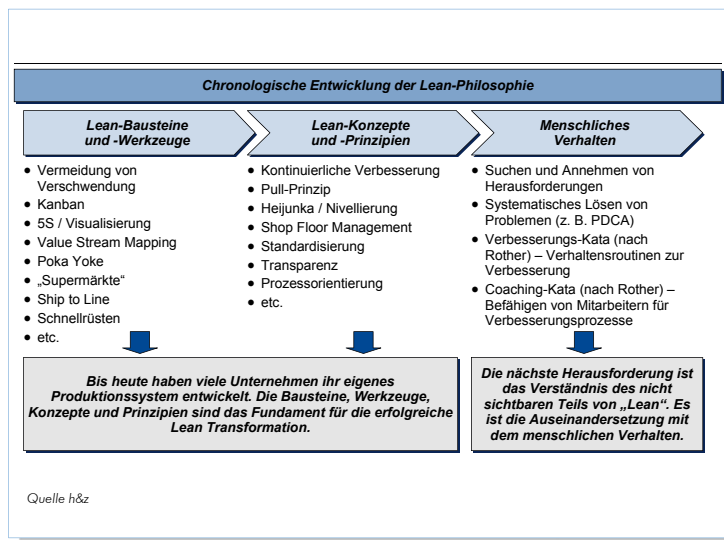 Chronologische Entwicklung der Lean-Philosophie
Lean-Bausteine
und -Werkzeuge
• Vermeidung von
Verschwendung
• Kanban
• 5S / Visualisierung
• Value Stream Mapping
• Poka Yoke
• „Supermärkte“
• Ship to Line
• Schnellrüsten
• etc.
Lean-Konzepte
und -Prinzipien
• Kontinuierliche Verbesserung
• Pull-Prinzip
• Heijunka / Nivellierung
• Shop Floor Management
• Standardisierung
• Transparenz
• Prozessorientierung
• etc.
Menschliches
Verhalten
• Suchen und Annehmen von
Herausforderungen
• Systematisches Lösen von
Problemen (z. B. PDCA)
• Verbesserungs-Kata (nach
Rother) – Verhaltensroutinen zur
Verbesserung
• Coaching-Kata (nach Rother) –
Befähigen von Mitarbeitern für
Verbesserungsprozesse
Bis heute haben viele Unternehmen ihr eigenes
Produktionssystem entwickelt. Die Bausteine, Werkzeuge,
Konzepte und Prinzipien sind das Fundament für die erfolgreiche
Lean Transformation.
Die nächste Herausforderung ist
das Verständnis des nicht
sichtbaren Teils von „Lean“. Es
ist die Auseinandersetzung mit
dem menschlichen Verhalten.
Quelle h&z